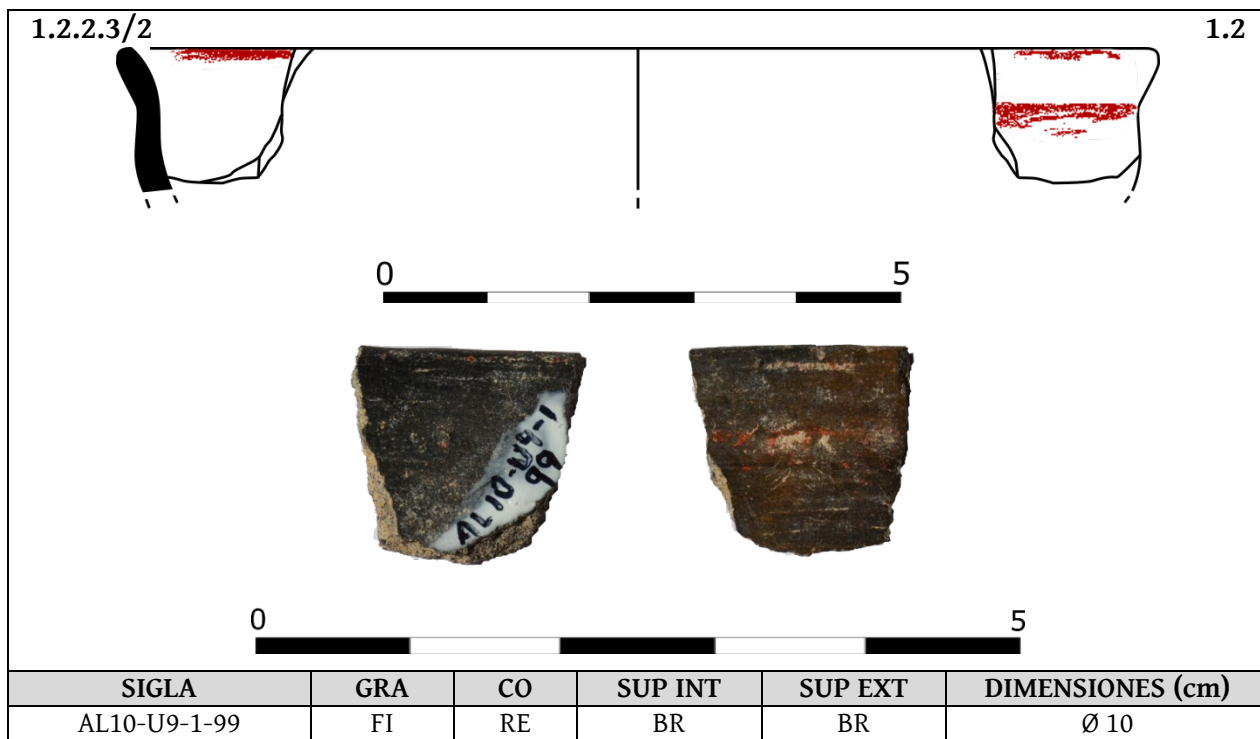 1.2.2.3/2 1.2
0 5
AL10-U9-1
99
0 5
SIGLA GRA CO SUP INT SUP EXT DIMENSIONES (cm)
AL10-U9-1-99 FI RE BR BR Ø 10